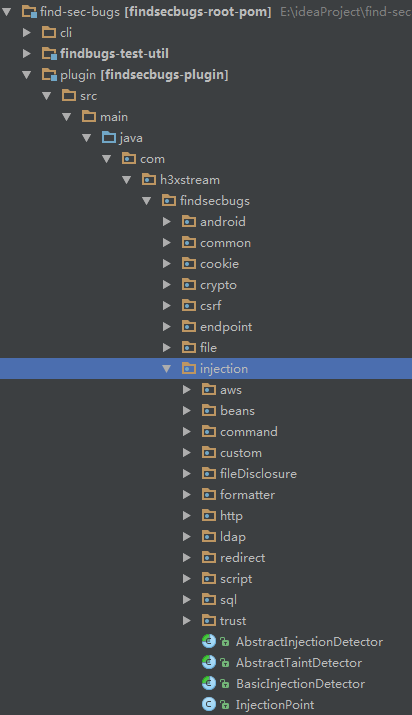 find-sec-bugs [findsecbugs-root-pom] E:\ideaProject\find-sec
cli
findbugs-test-util
plugin [findsecbugs-plugin]
src
main
java
com
h3xstream
findsecbugs
android
common
cookie
crypto
csrf
endpoint
file
injection
aws
beans
command
custom
fileDisclosure
formatter
http
ldap
redirect
script
sql
trust
AbstractInjectionDetector
AbstractTaintDetector
BasicInjectionDetector
InjectionPoint